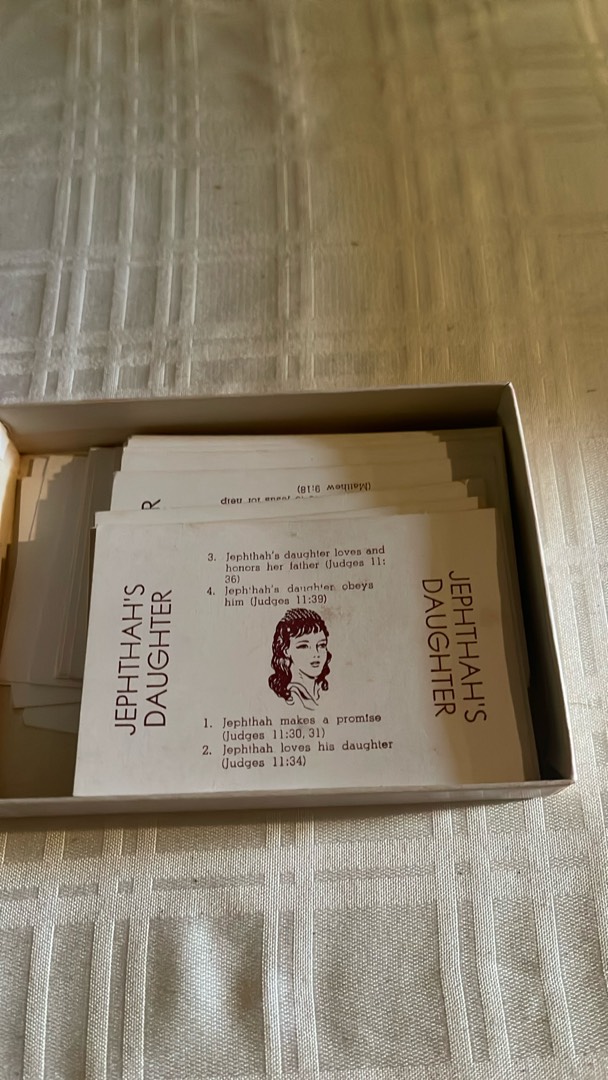 (Matthew 9:18)
R
3. Jephthah's daughter loves and
honors her father (Judges 11:
36)
4. Jephthah's daughter obeys
him (Judges 11:39)
JEPHTHAH'S
DAUGHTER
JEPHTHAH'S
DAUGHTER
1. Jephthah makes a promise
(Judges 11:30, 31)
2. Jephthah loves his daughter
(Judges 11:34)